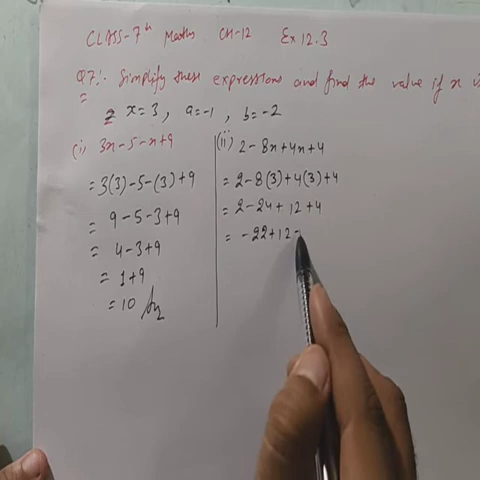 CLASS-7th Maths CH-12 Ex 12.3
Q7:- Simplify these expressions and find the value if x is
x=3, a=-1, b=-2
(i) 3x-5-x+9
=3(3)-5-(3)+9
= 9-5-3+9
= 4-3+9
= 1+9
=10 Ans
(ii) 2-8x+4x+4
=2-8(3)+4(3)+4
=2-24+12+4
= -22+12